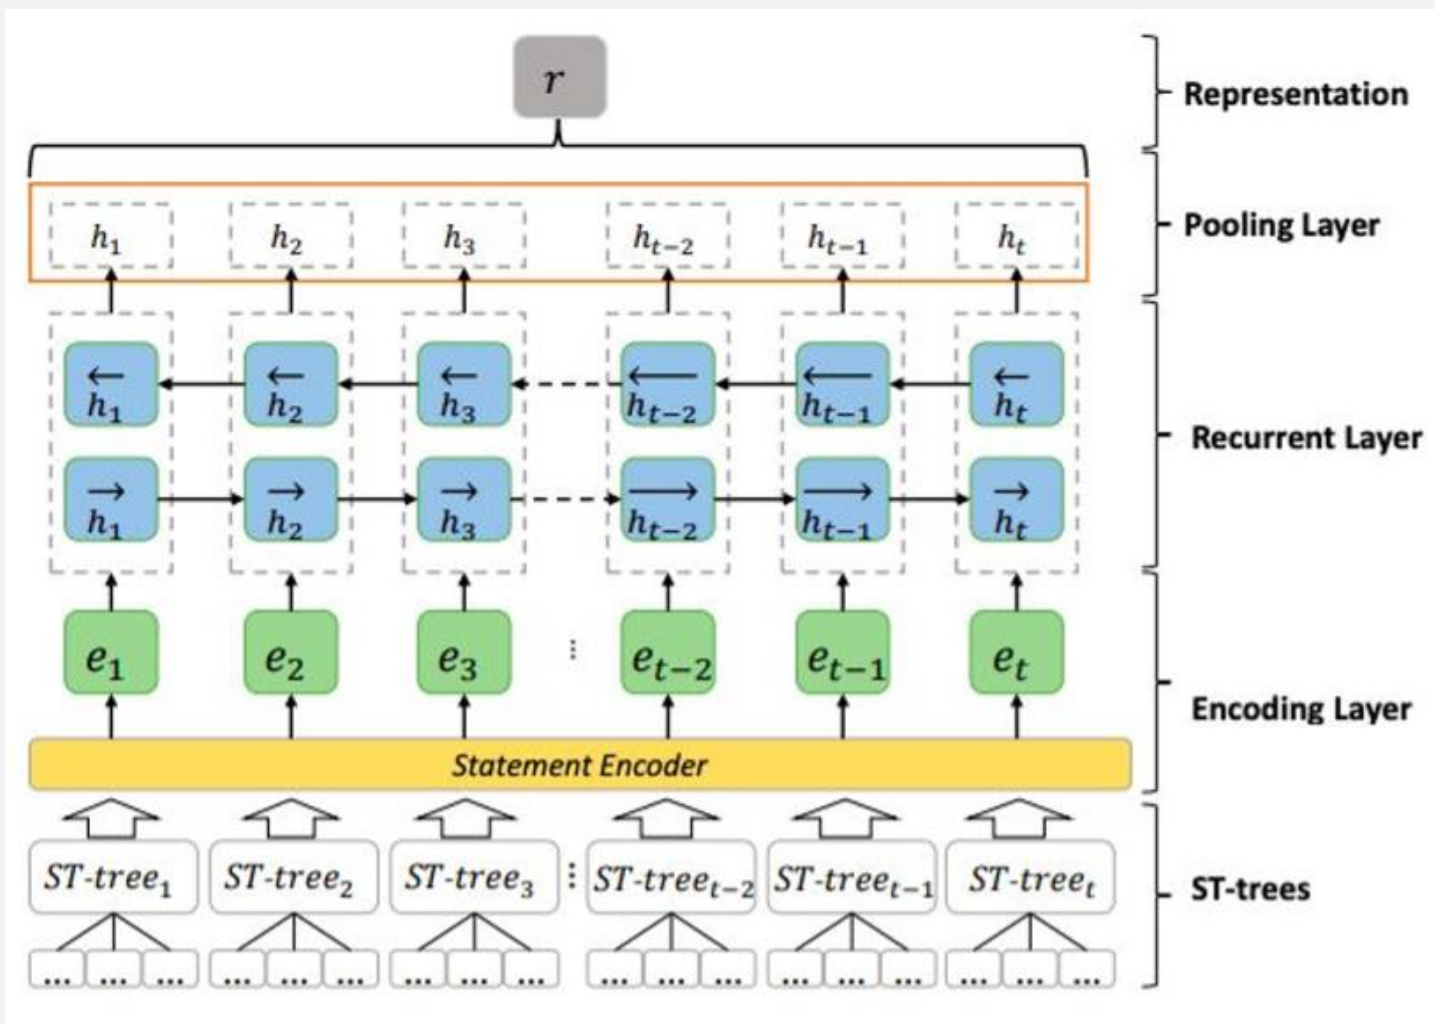 r
Representation
h₁ h₂ h₃ hₜ₋₂ hₜ₋₁ hₜ
Pooling Layer
← ← ← ← ← ←
h₁ h₂ h₃ hₜ₋₂ hₜ₋₁ hₜ
Recurrent Layer
→ → → → → →
h₁ h₂ h₃ hₜ₋₂ hₜ₋₁ hₜ
e₁ e₂ e₃ ⋮ eₜ₋₂ eₜ₋₁ eₜ
Encoding Layer
Statement Encoder
ST-tree₁ ST-tree₂ ST-tree₃ ⋮ ST-treeₜ₋₂ ST-treeₜ₋₁ ST-treeₜ
ST-trees
... ... ... ... ... ... ... ... ... ... ... ... ... ... ... ... ... ...